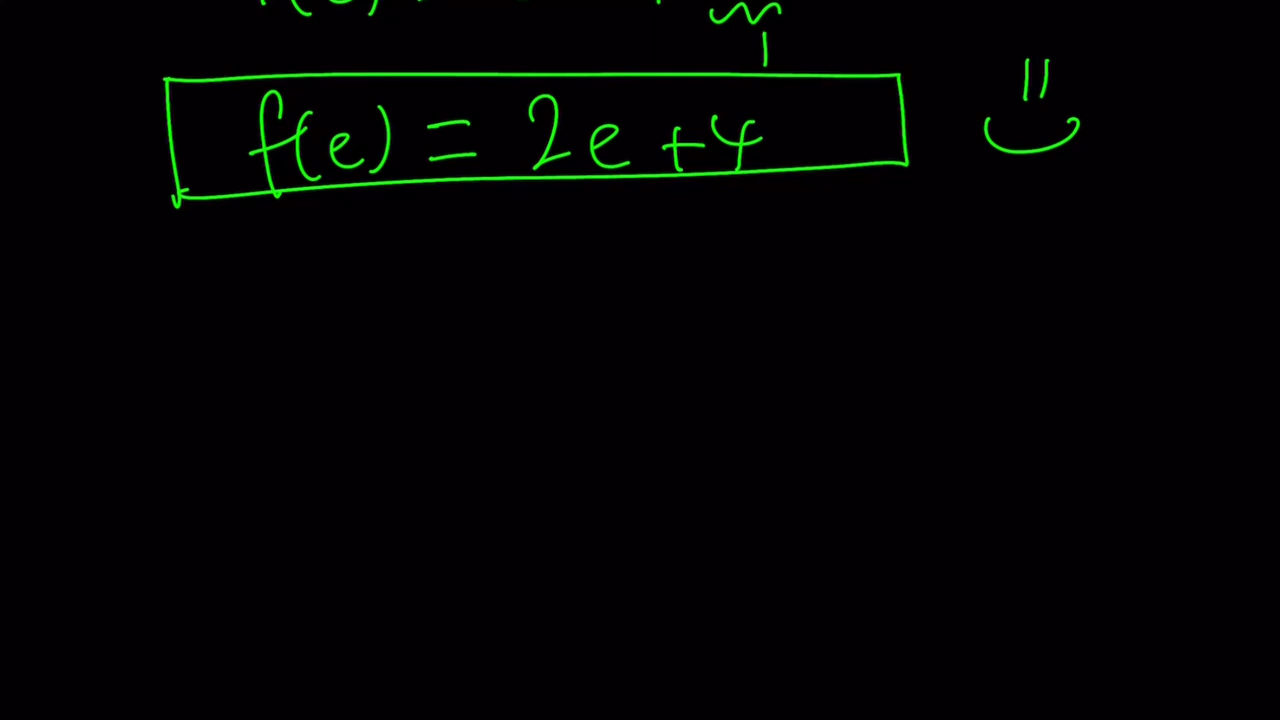 f(e) = 2e + 4